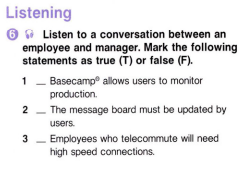 Listening
6 Listen to a conversation between an
employee and manager. Mark the following
statements as true (T) or false (F).
1 __ Basecamp® allows users to monitor
production.
2 __ The message board must be updated by
users.
3 __ Employees who telecommute will need
high speed connections.